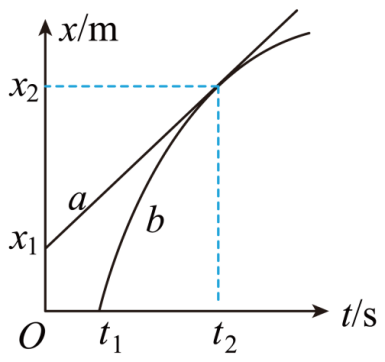 x/m
x₂
a
b
x₁
O
t₁
t₂
t/s